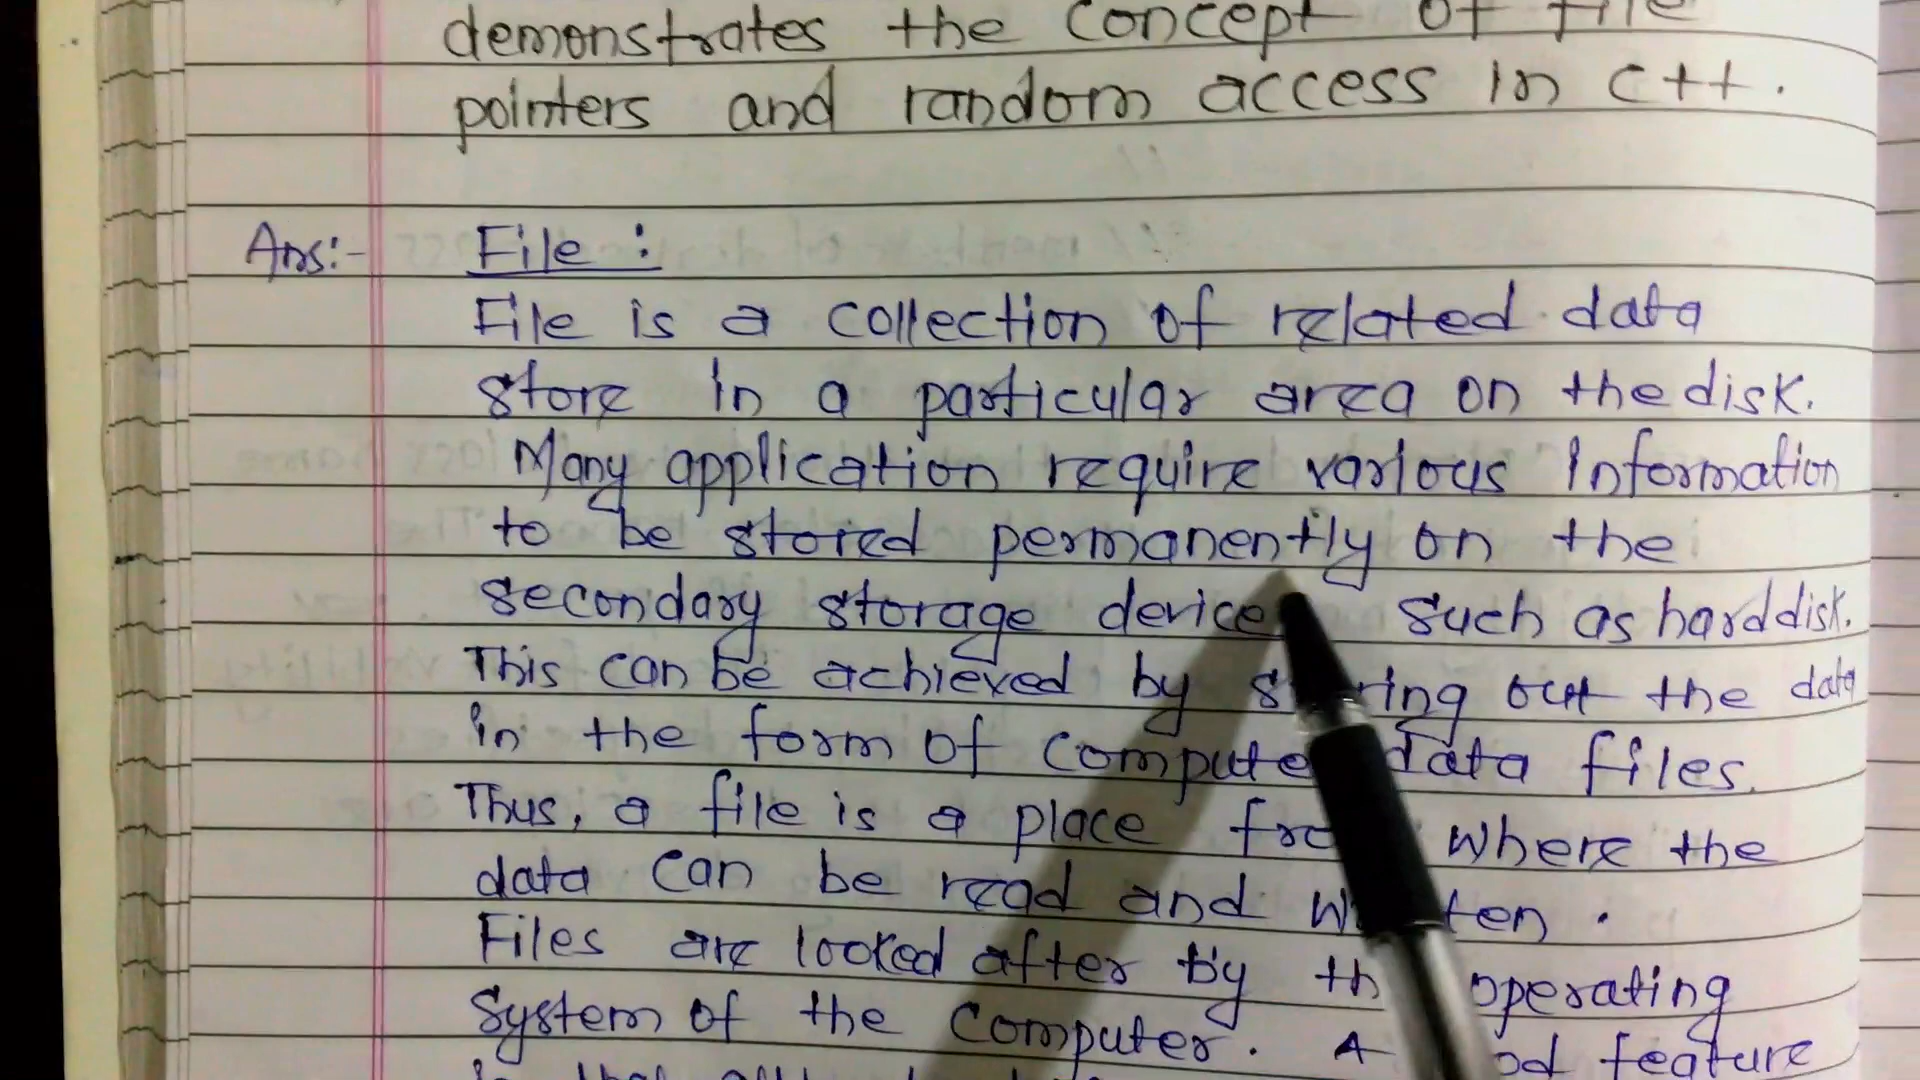 demonstrates the concept of file
pointers and random access in C++.
Ans:- File :
File is a collection of related data
store in a particular area on the disk.
Many application require various information
to be stored permanently on the
secondary storage device such as harddisk.
This can be achieved by out the data
in the form of data files.
Thus, a file is a place where the
data can be read and
Files are looked after by operating
System of the Computer. A feature